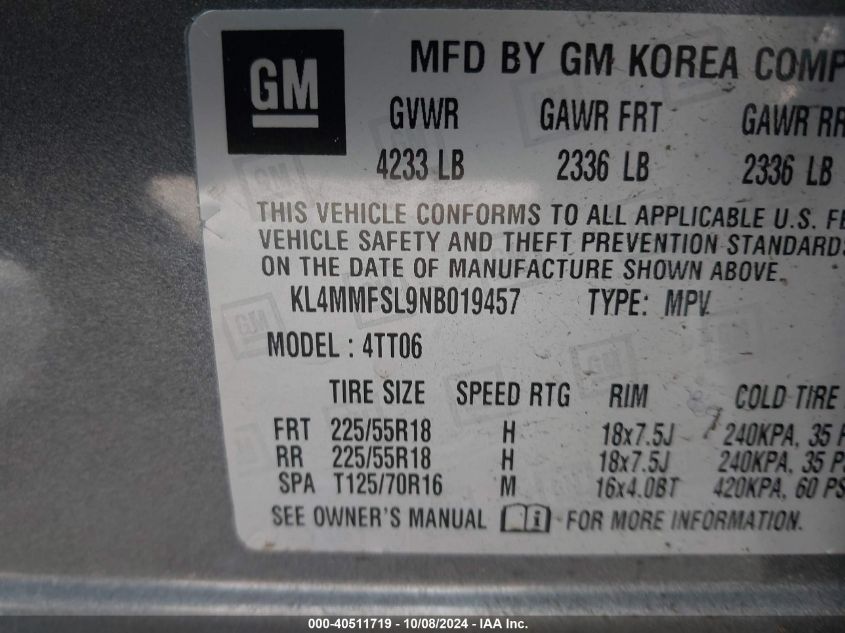 GM
MFD BY GM KOREA COMP
GVWR GAWR FRT GAWR RR
4233 LB 2336 LB 2336 LB
THIS VEHICLE CONFORMS TO ALL APPLICABLE U.S. FE
VEHICLE SAFETY AND THEFT PREVENTION STANDARDS
ON THE DATE OF MANUFACTURE SHOWN ABOVE.
KL4MMFSL9NB019457 TYPE: MPV
MODEL : 4TT06
TIRE SIZE SPEED RTG RIM COLD TIRE
FRT 225/55R18 H 18x7.5J 240KPA, 35 P
RR 225/55R18 H 18x7.5J 240KPA, 35 PS
SPA T125/70R16 M 16x4.0BT 420KPA, 60 PS
SEE OWNER'S MANUAL i FOR MORE INFORMATION.
000-40511719 - 10/08/2024 - IAA Inc.